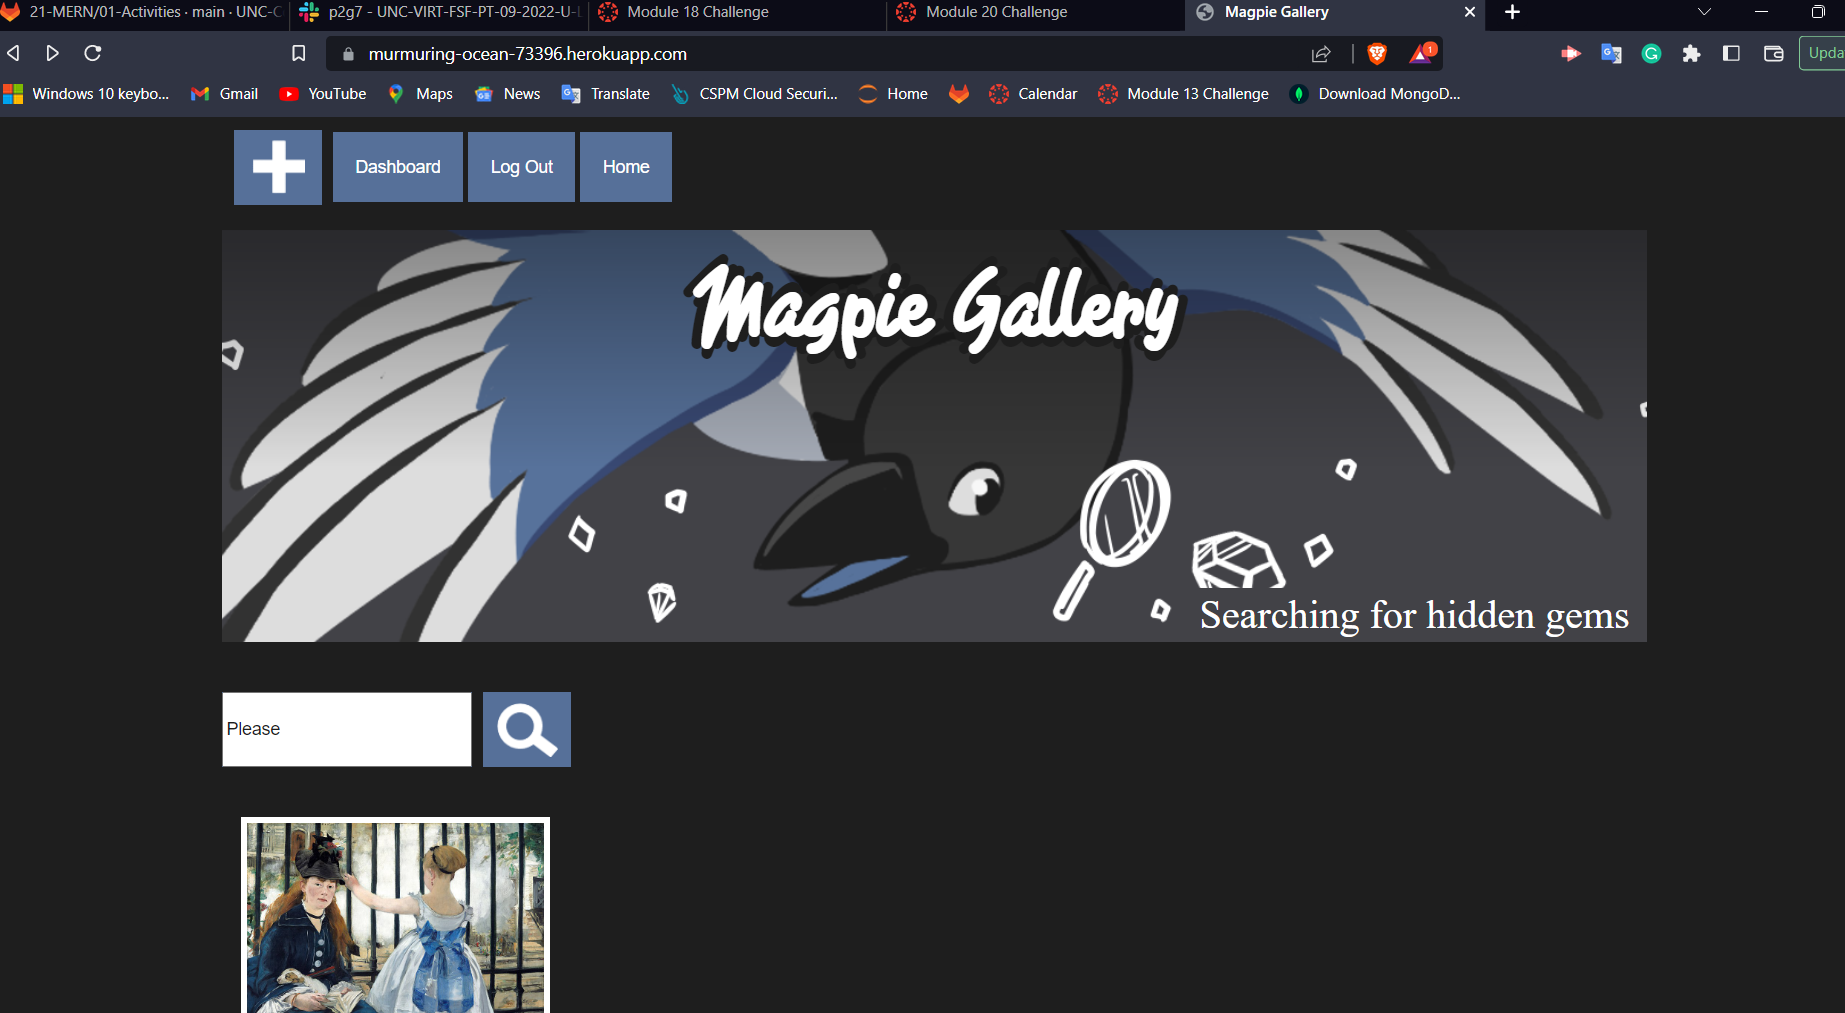 21-MERN/01-Activities · main · UNC-C
p2g7 - UNC-VIRT-FSF-PT-09-2022-U-L
Module 18 Challenge
Module 20 Challenge
Magpie Gallery
murmuring-ocean-73396.herokuapp.com
1
Upda
Windows 10 keybo...
Gmail
YouTube
Maps
News
Translate
CSPM Cloud Securi...
Home
Calendar
Module 13 Challenge
Download MongoD...
Dashboard
Log Out
Home
Magpie Gallery
Searching for hidden gems
Please